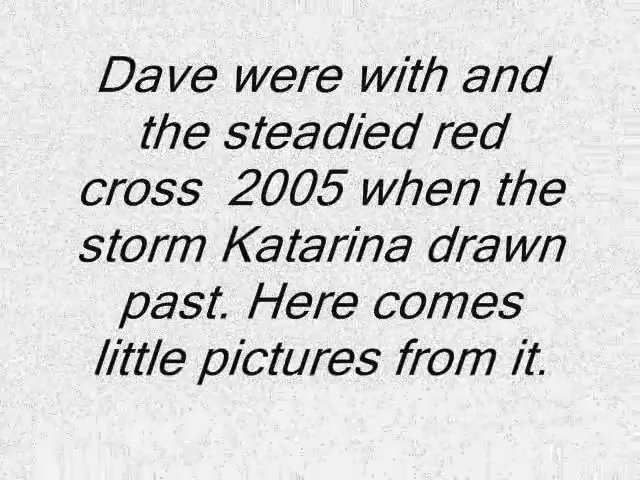 Dave were with and
the steadied red
cross  2005 when the
storm Katarina drawn
past. Here comes
little pictures from it.